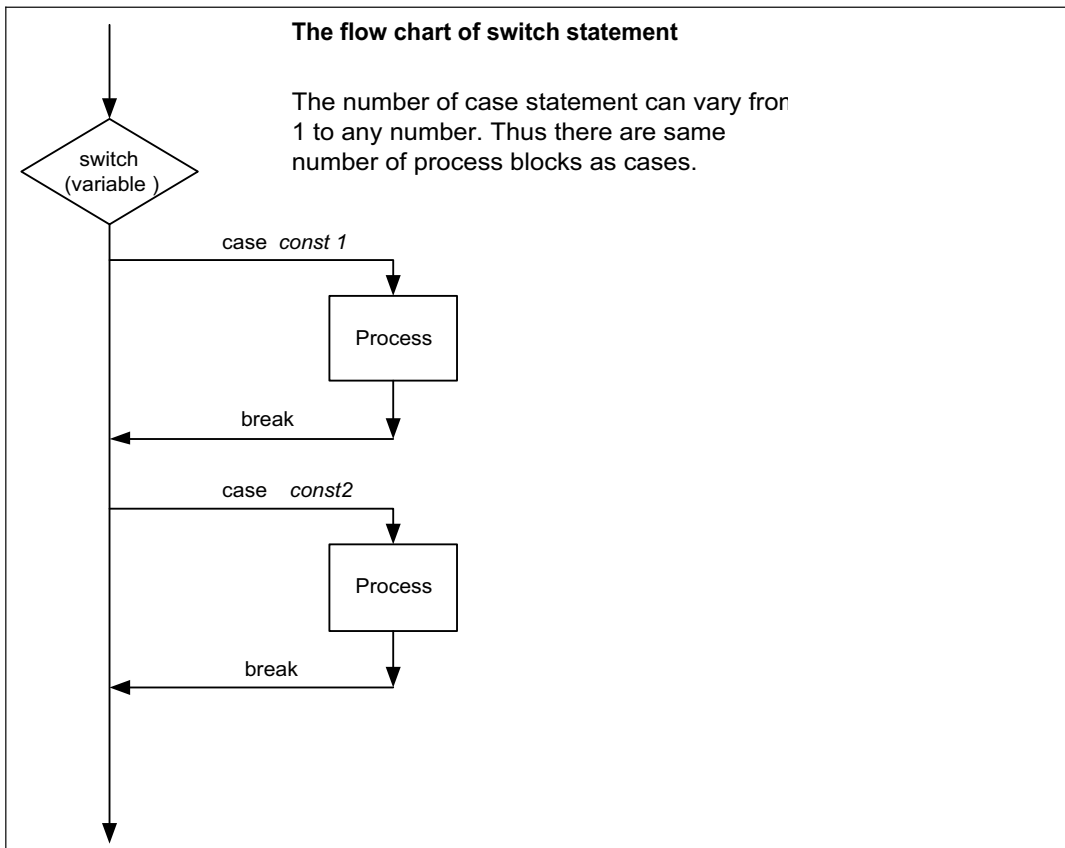 The flow chart of switch statement
The number of case statement can vary from
1 to any number. Thus there are same
number of process blocks as cases.
switch
(variable )
case const 1
Process
break
case const2
Process
break